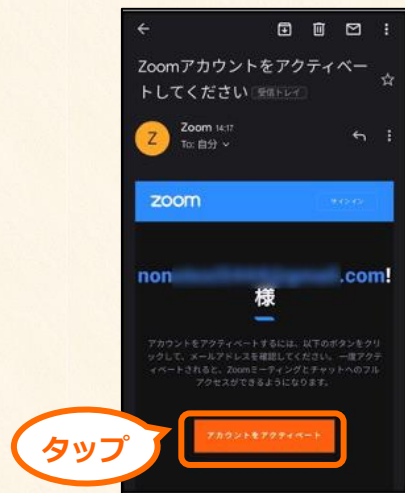 Zoomアカウントをアクティベー
トしてください 受信トレイ
Z
Zoom 14:17
To: 自分
zoom
サインイン
non .com!
様
アカウントをアクティベートするには、以下のボタンをクリ
ックして、メールアドレスを確認してください。一度アクテ
ィベートされると、Zoomミーティングとチャットへのフル
アクセスができるようになります。
アカウントをアクティベート
タップ